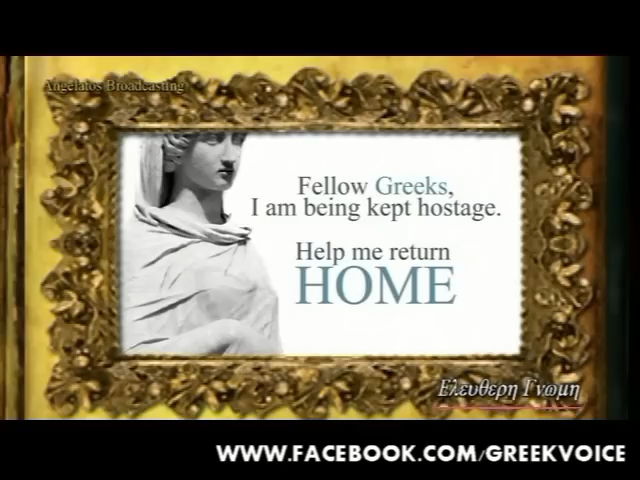 Angelatos Broadcasting
Fellow Greeks,
I am being kept hostage.
Help me return
HOME
Ελευθερη Γνωμη
WWW.FACEBOOK.COM/GREEKVOICE